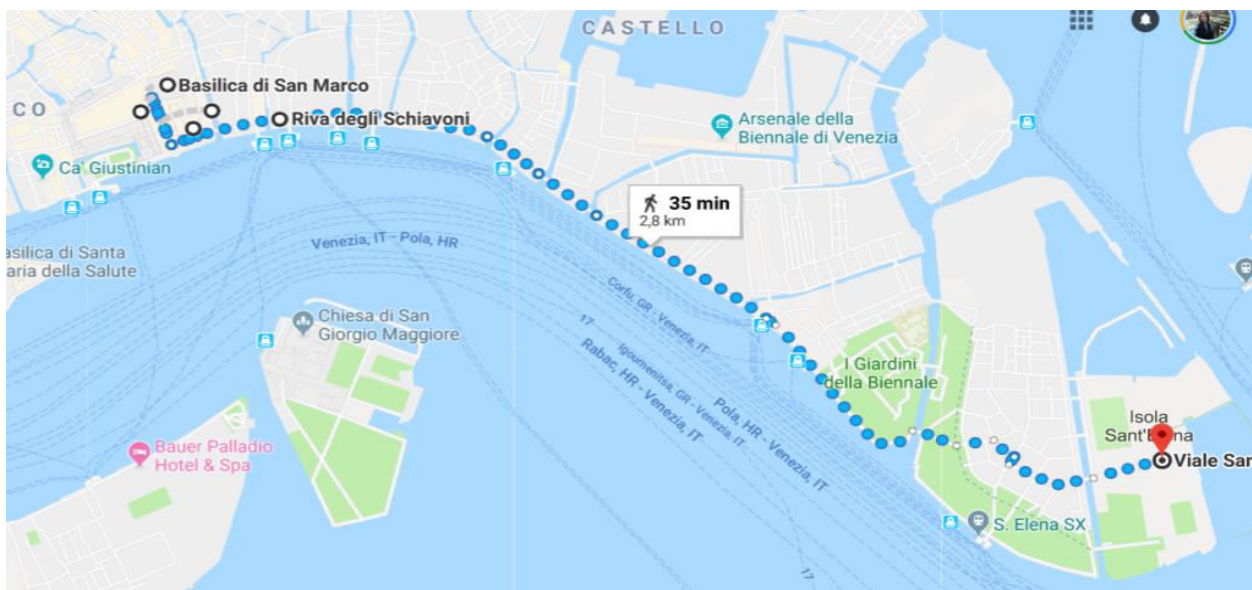 CASTELLO
Basilica di San Marco
CO
Riva degli Schiavoni
Arsenale della
Biennale di Venezia
Ca' Giustinian
35 min
2,8 km
asilica di Santa
aria della Salute
Venezia, IT - Pola, HR
Corfu, GR - Venezia, IT
Chiesa di San
Giorgio Maggiore
17
Igoumenitsa, GR - Venezia, IT
Rabac, HR - Venezia, IT
Pola, HR - Venezia, IT
I Giardini
della Biennale
Isola
Sant'Elena
Bauer Palladio
Hotel & Spa
Viale San
S. Elena SX
17